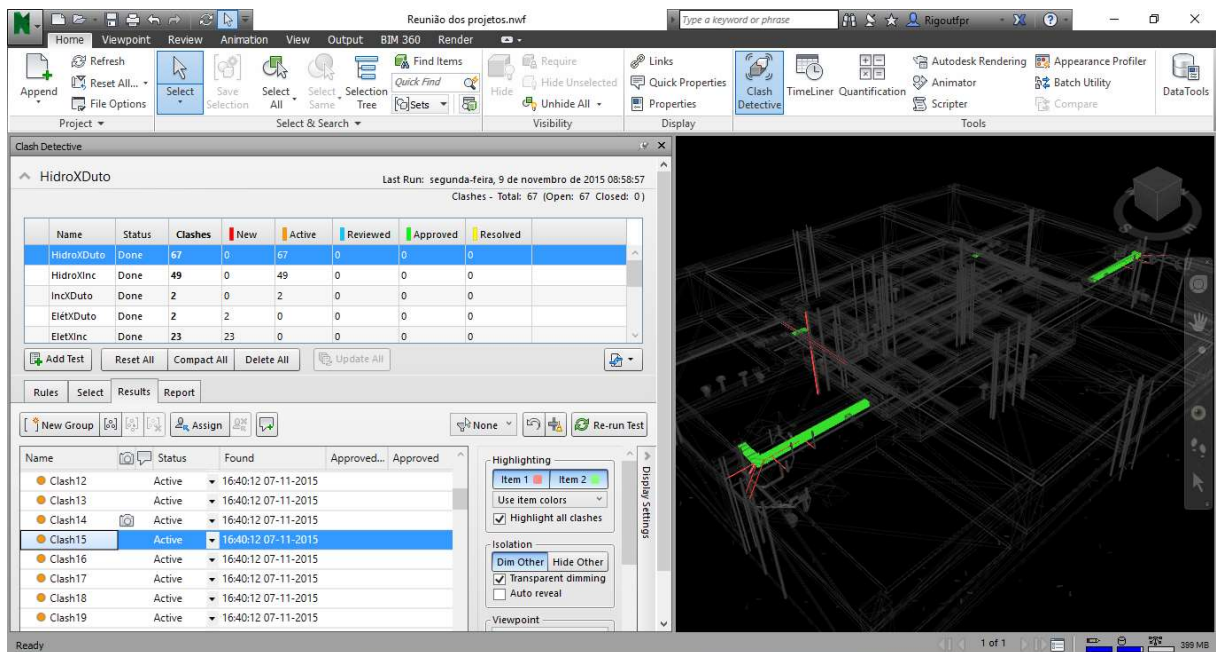 Reunião dos projetos.nwf
Type a keyword or phrase
Rigoutfpr
Home Viewpoint Review Animation View Output BIM 360 Render
Append
Refresh
Reset All...
File Options
Project
Select
Save Selection
Select All
Select Same
Selection Tree
Find Items
Quick Find
Sets
Select & Search
Hide
Require
Hide Unselected
Unhide All
Visibility
Links
Quick Properties
Properties
Display
Clash Detective
TimeLiner
Quantification
Autodesk Rendering
Animator
Scripter
Appearance Profiler
Batch Utility
Compare
Tools
DataTools
Clash Detective
HidroXDuto
Last Run: segunda-feira, 9 de novembro de 2015 08:58:57
Clashes - Total: 67 (Open: 67 Closed: 0)
Name Status Clashes New Active Reviewed Approved Resolved
HidroXDuto Done 67 0 67 0 0 0
HidroXInc Done 49 0 49 0 0 0
IncXDuto Done 2 0 2 0 0 0
ElétXDuto Done 2 2 0 0 0 0
EletXInc Done 23 23 0 0 0 0
Add Test Reset All Compact All Delete All Update All
Rules Select Results Report
New Group Assign None Re-run Test
Name Status Found Approved... Approved
Clash12 Active 16:40:12 07-11-2015
Clash13 Active 16:40:12 07-11-2015
Clash14 Active 16:40:12 07-11-2015
Clash15 Active 16:40:12 07-11-2015
Clash16 Active 16:40:12 07-11-2015
Clash17 Active 16:40:12 07-11-2015
Clash18 Active 16:40:12 07-11-2015
Clash19 Active 16:40:12 07-11-2015
Highlighting
Item 1 Item 2
Use item colors
Highlight all clashes
Isolation
Dim Other Hide Other
Transparent dimming
Auto reveal
Viewpoint
Display Settings
Ready
1 of 1
399 MB